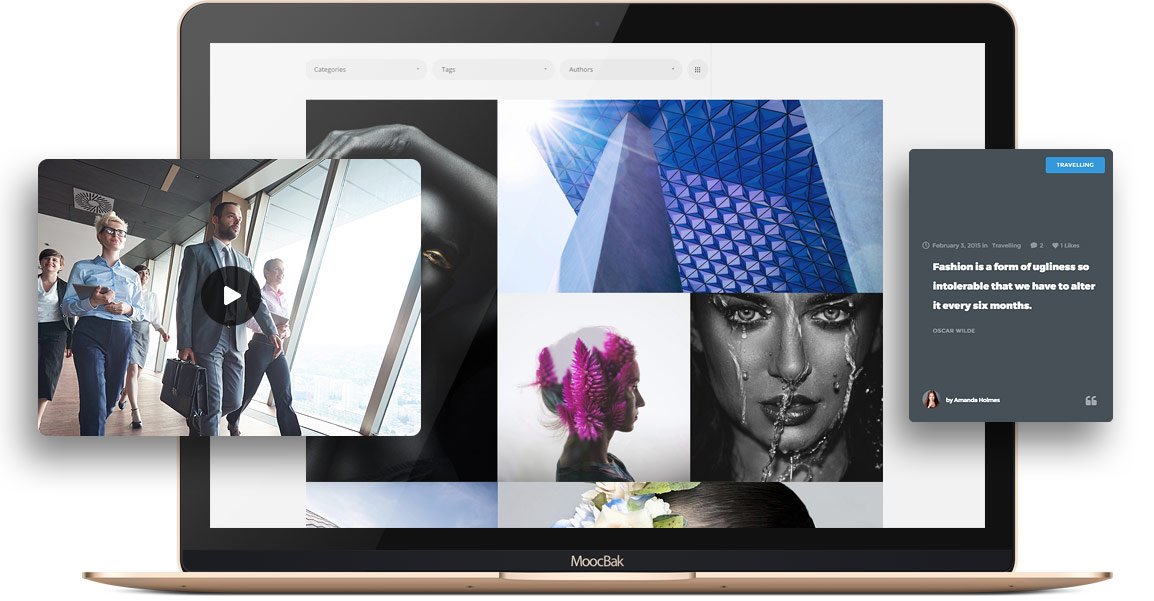 Categories
Tags
Authors
TRAVELLING
February 3, 2015 in Travelling 2 1 Likes
Fashion is a form of ugliness so
intolerable that we have to alter
it every six months.
OSCAR WILDE
by Amanda Holmes
MoocBak